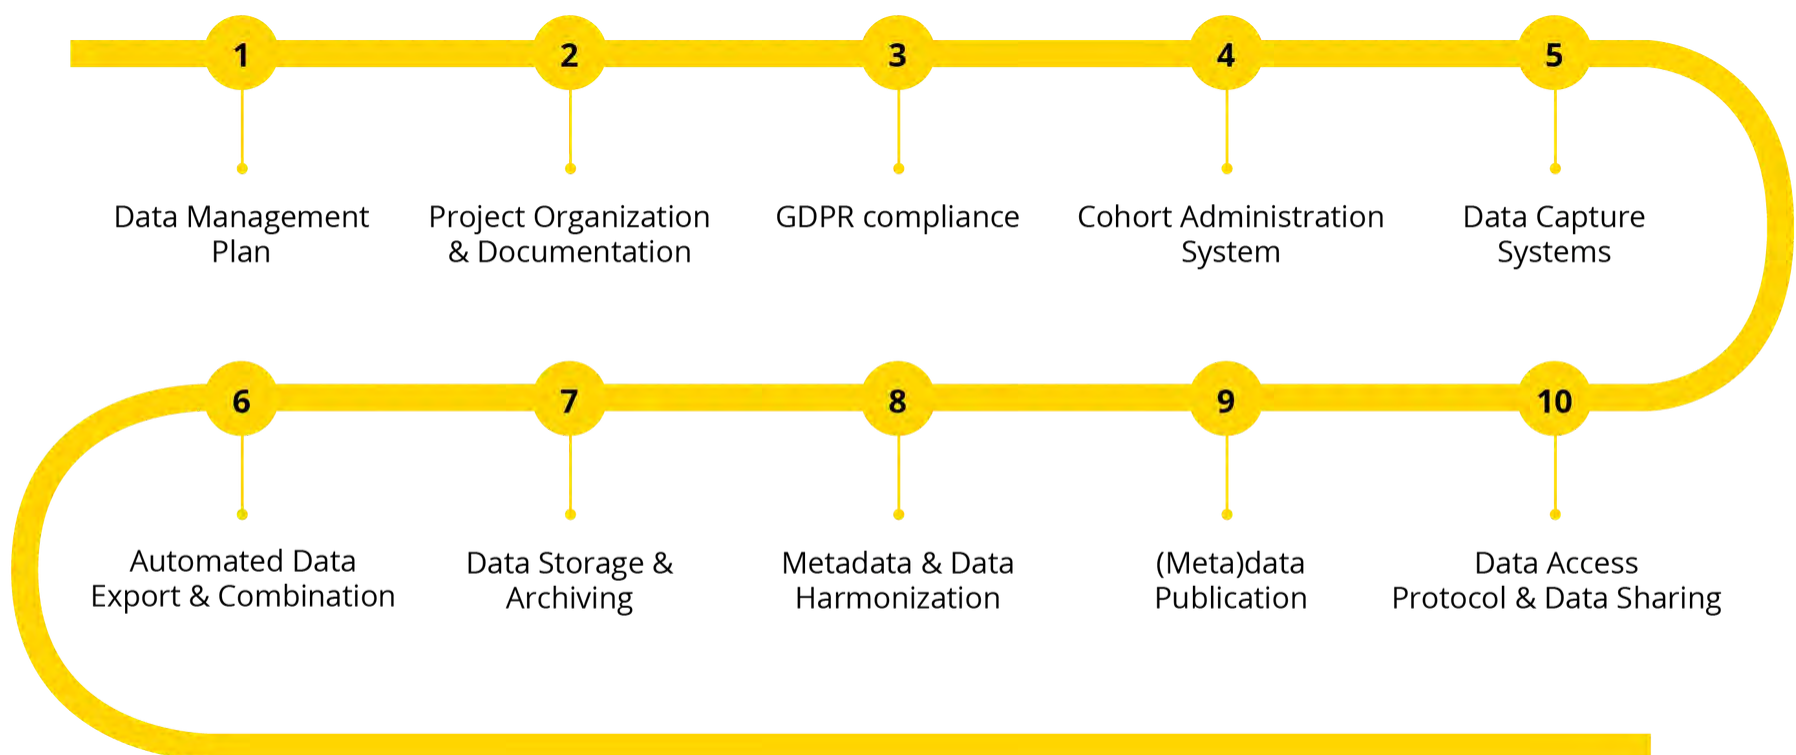 1
Data Management
Plan
2
Project Organization
& Documentation
3
GDPR compliance
4
Cohort Administration
System
5
Data Capture
Systems
6
Automated Data
Export & Combination
7
Data Storage &
Archiving
8
Metadata & Data
Harmonization
9
(Meta)data
Publication
10
Data Access
Protocol & Data Sharing